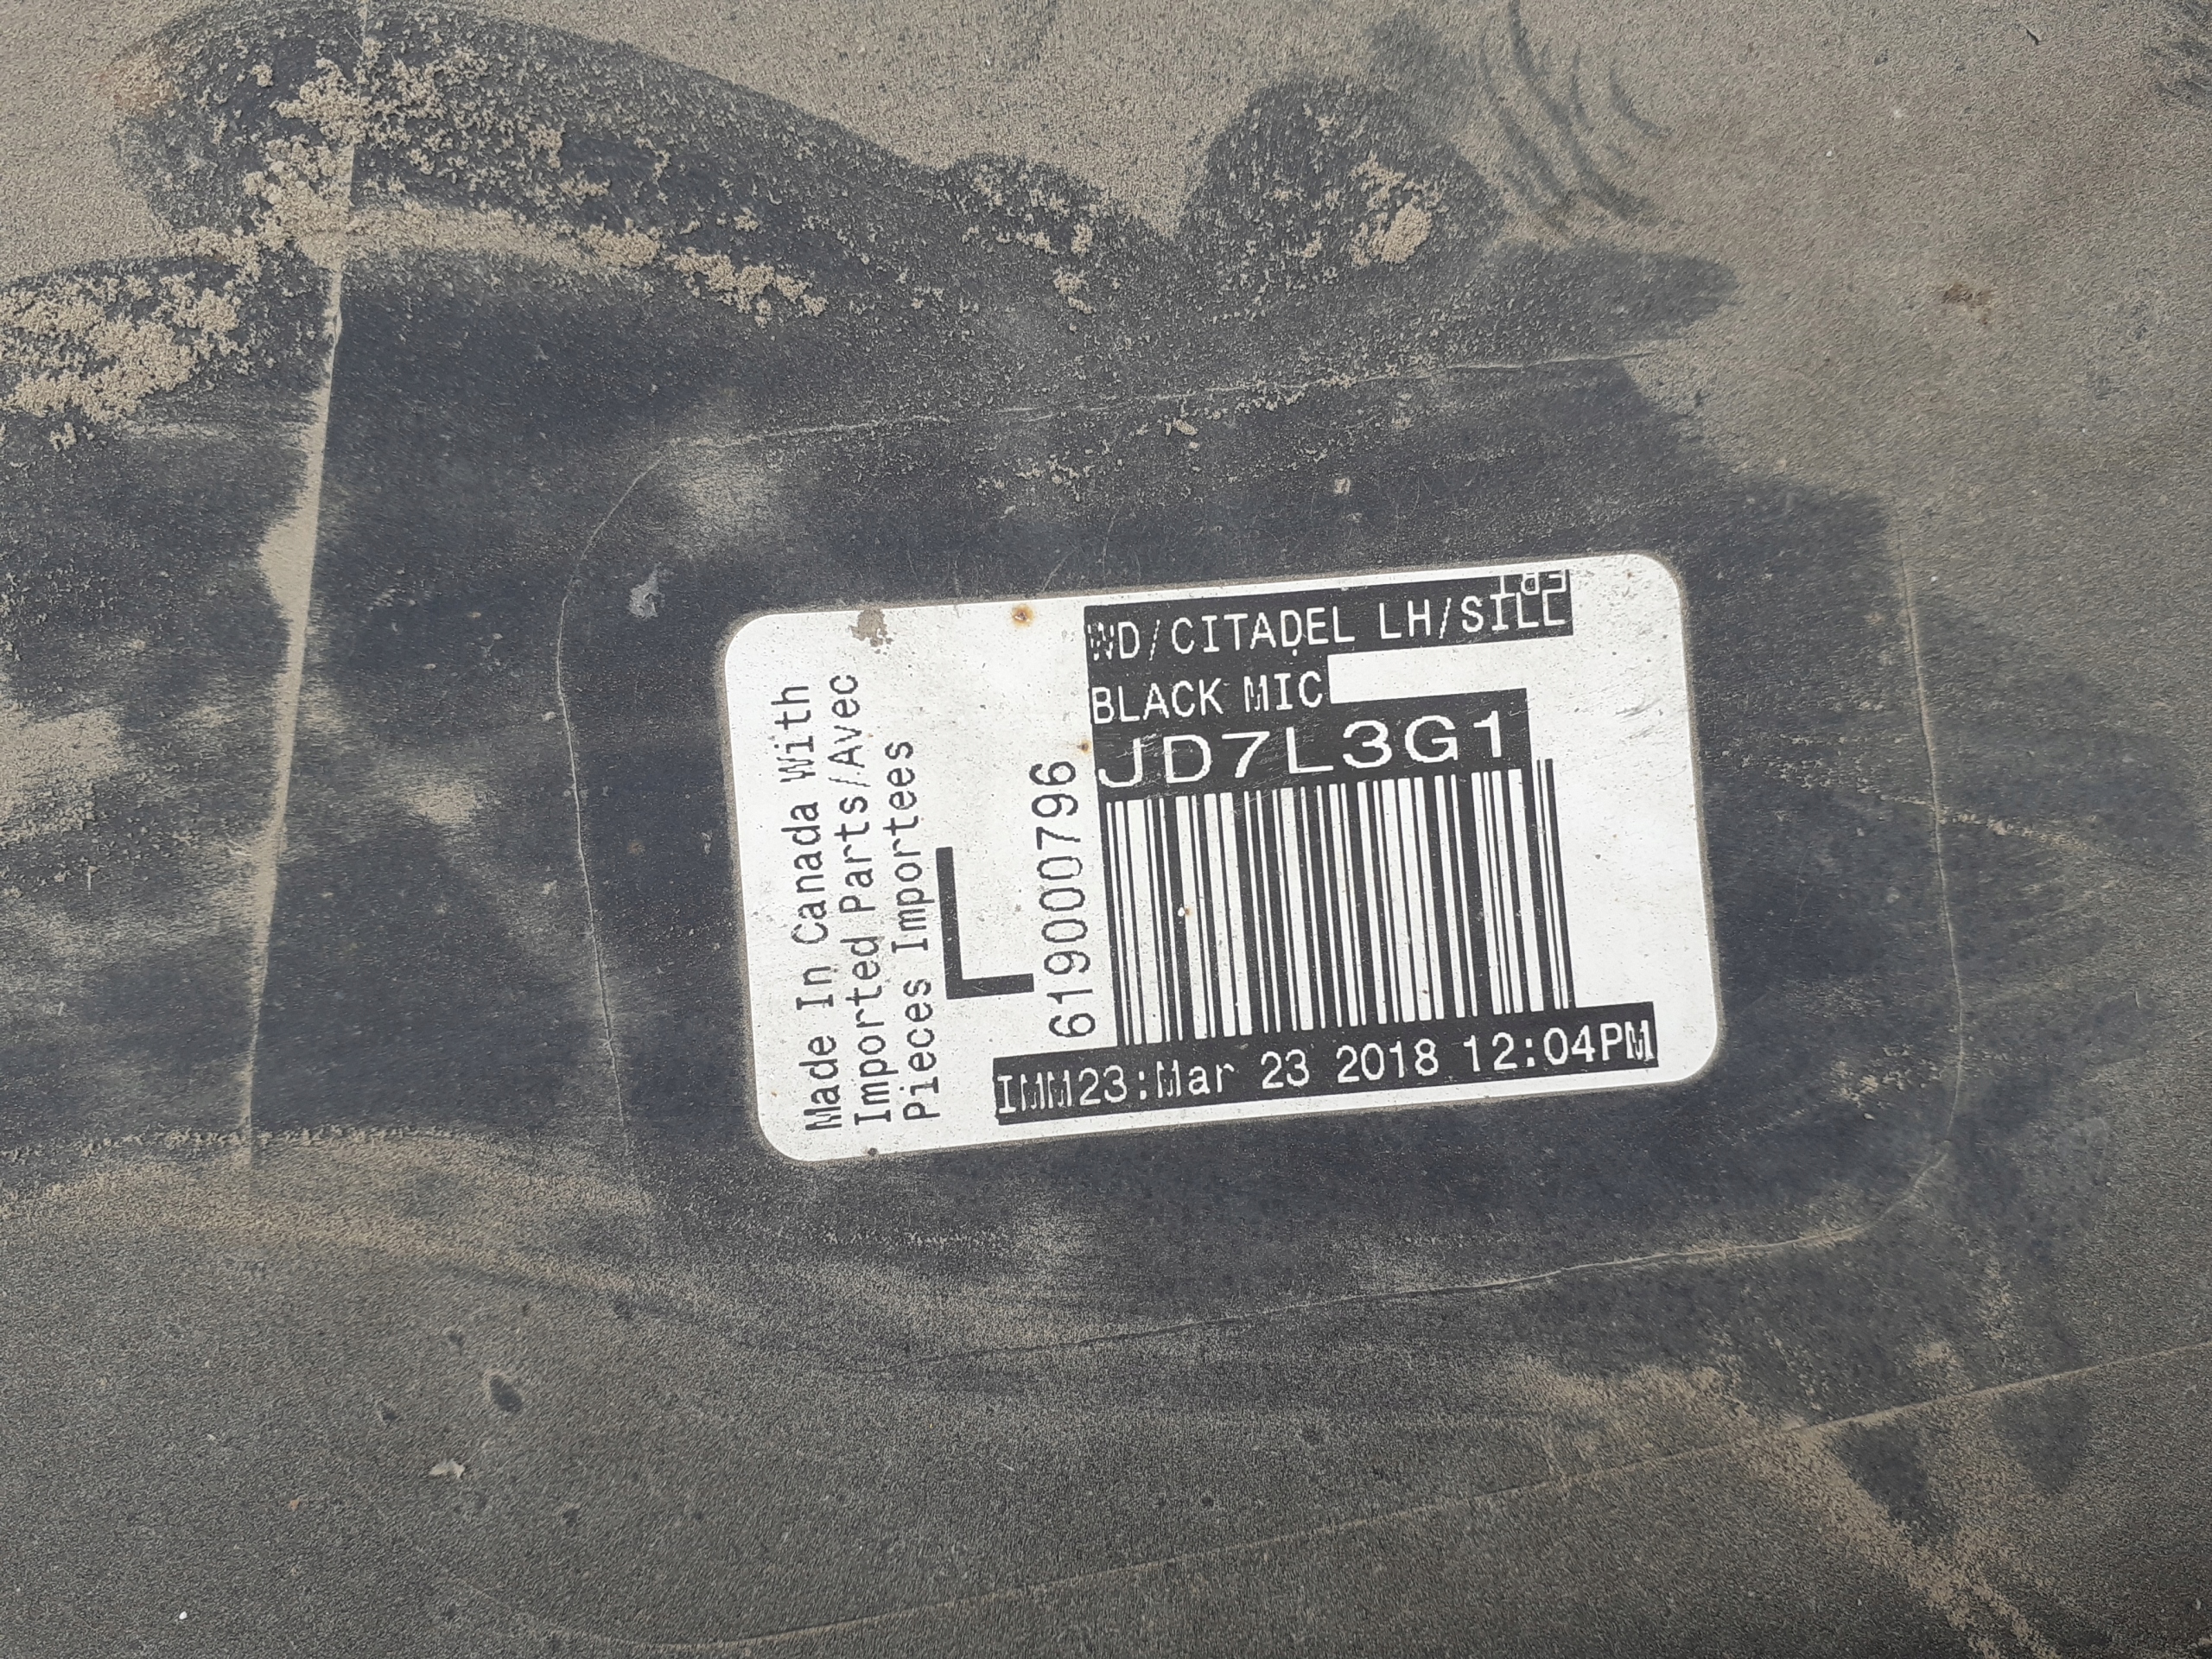 WD/CITADEL LH/SILL
BLACK MIC
JD7L3G1
IMM23:Mar 23 2018 12:04PM
Made In Canada With
Imported Parts/Avec
Pieces Importees
L
619000796